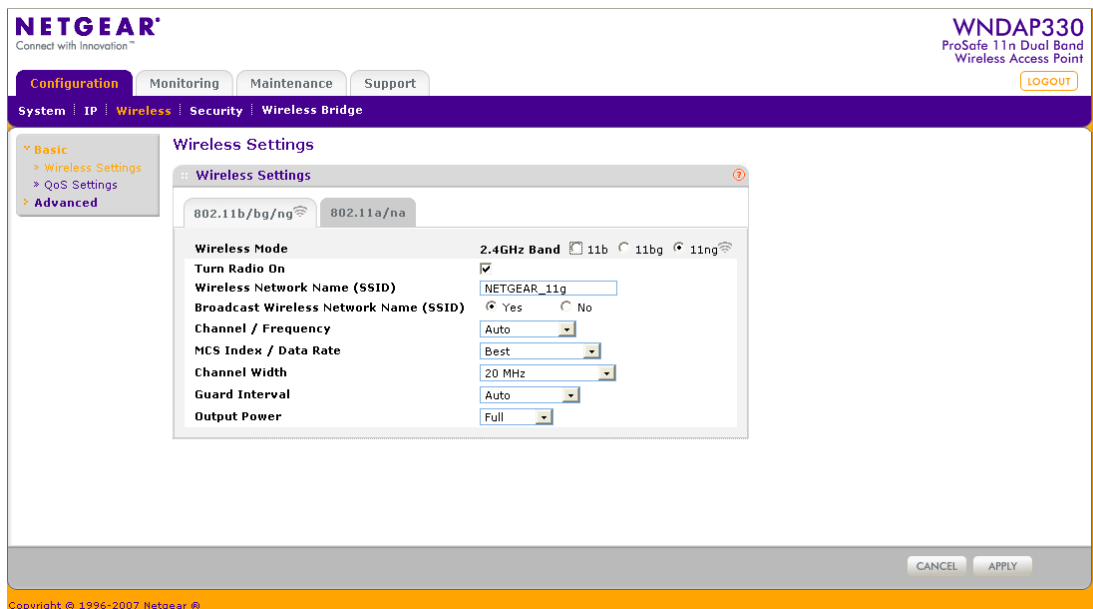 NETGEAR®
Connect with Innovation™
WNDAP330
ProSafe 11n Dual Band
Wireless Access Point
Configuration Monitoring Maintenance Support
LOGOUT
System IP Wireless Security Wireless Bridge
Basic
» Wireless Settings
» QoS Settings
Advanced
Wireless Settings
Wireless Settings ?
802.11b/bg/ng 802.11a/na
Wireless Mode 2.4GHz Band 11b 11bg 11ng
Turn Radio On
Wireless Network Name (SSID) NETGEAR_11g
Broadcast Wireless Network Name (SSID) Yes No
Channel / Frequency Auto
MCS Index / Data Rate Best
Channel Width 20 MHz
Guard Interval Auto
Output Power Full
CANCEL APPLY
Copyright © 1996-2007 Netgear ®